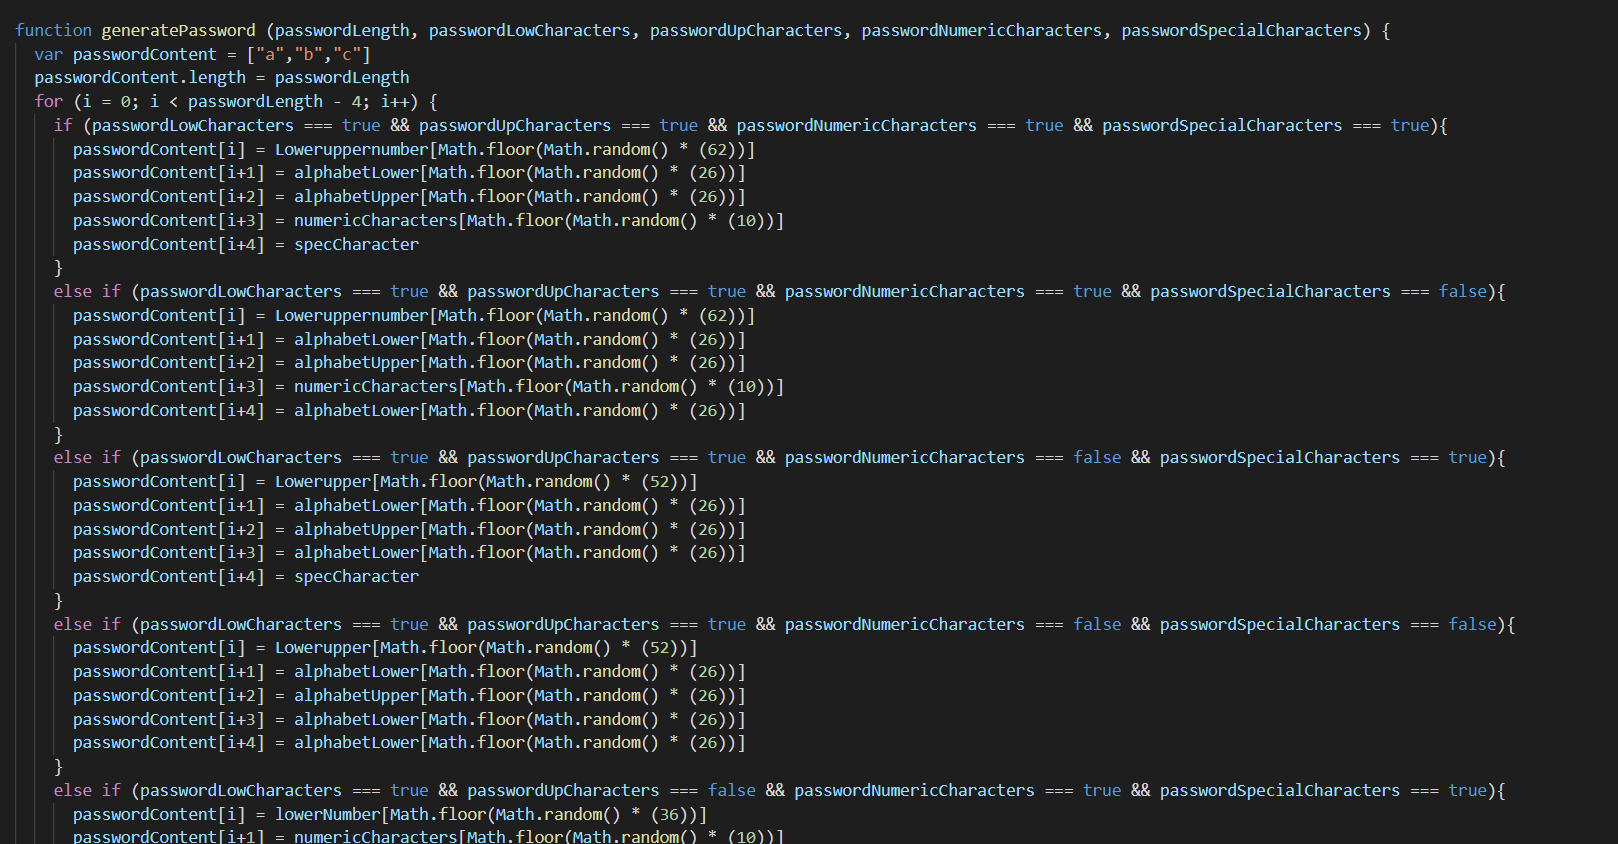 function generatePassword (passwordLength, passwordLowCharacters, passwordUpCharacters, passwordNumericCharacters, passwordSpecialCharacters) {
var passwordContent = ["a","b","c"]
passwordContent.length = passwordLength
for (i = 0; i < passwordLength - 4; i++) {
if (passwordLowCharacters === true && passwordUpCharacters === true && passwordNumericCharacters === true && passwordSpecialCharacters === true){
passwordContent[i] = Loweruppernumber[Math.floor(Math.random() * (62))]
passwordContent[i+1] = alphabetLower[Math.floor(Math.random() * (26))]
passwordContent[i+2] = alphabetUpper[Math.floor(Math.random() * (26))]
passwordContent[i+3] = numericCharacters[Math.floor(Math.random() * (10))]
passwordContent[i+4] = specCharacter
}
else if (passwordLowCharacters === true && passwordUpCharacters === true && passwordNumericCharacters === true && passwordSpecialCharacters === false){
passwordContent[i] = Loweruppernumber[Math.floor(Math.random() * (62))]
passwordContent[i+1] = alphabetLower[Math.floor(Math.random() * (26))]
passwordContent[i+2] = alphabetUpper[Math.floor(Math.random() * (26))]
passwordContent[i+3] = numericCharacters[Math.floor(Math.random() * (10))]
passwordContent[i+4] = alphabetLower[Math.floor(Math.random() * (26))]
}
else if (passwordLowCharacters === true && passwordUpCharacters === true && passwordNumericCharacters === false && passwordSpecialCharacters === true){
passwordContent[i] = Lowerupper[Math.floor(Math.random() * (52))]
passwordContent[i+1] = alphabetLower[Math.floor(Math.random() * (26))]
passwordContent[i+2] = alphabetUpper[Math.floor(Math.random() * (26))]
passwordContent[i+3] = alphabetLower[Math.floor(Math.random() * (26))]
passwordContent[i+4] = specCharacter
}
else if (passwordLowCharacters === true && passwordUpCharacters === true && passwordNumericCharacters === false && passwordSpecialCharacters === false){
passwordContent[i] = Lowerupper[Math.floor(Math.random() * (52))]
passwordContent[i+1] = alphabetLower[Math.floor(Math.random() * (26))]
passwordContent[i+2] = alphabetUpper[Math.floor(Math.random() * (26))]
passwordContent[i+3] = alphabetLower[Math.floor(Math.random() * (26))]
passwordContent[i+4] = alphabetLower[Math.floor(Math.random() * (26))]
}
else if (passwordLowCharacters === true && passwordUpCharacters === false && passwordNumericCharacters === true && passwordSpecialCharacters === true){
passwordContent[i] = lowerNumber[Math.floor(Math.random() * (36))]
passwordContent[i+1] = numericCharacters[Math.floor(Math.random() * (10))]